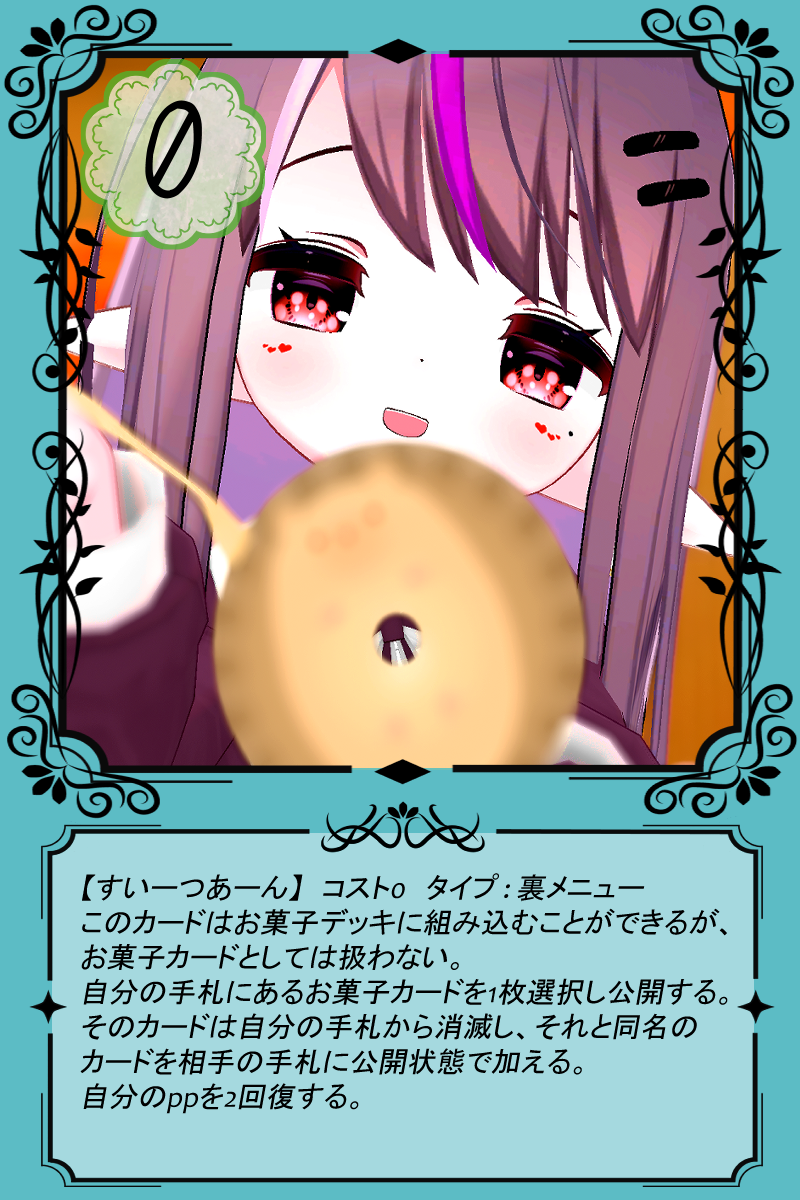 0
【すいーつあーん】 コスト0 タイプ:裏メニュー
このカードはお菓子デッキに組み込むことができるが、
お菓子カードとしては扱わない。
自分の手札にあるお菓子カードを1枚選択し公開する。
そのカードは自分の手札から消滅し、それと同名の
カードを相手の手札に公開状態で加える。
自分のppを2回復する。